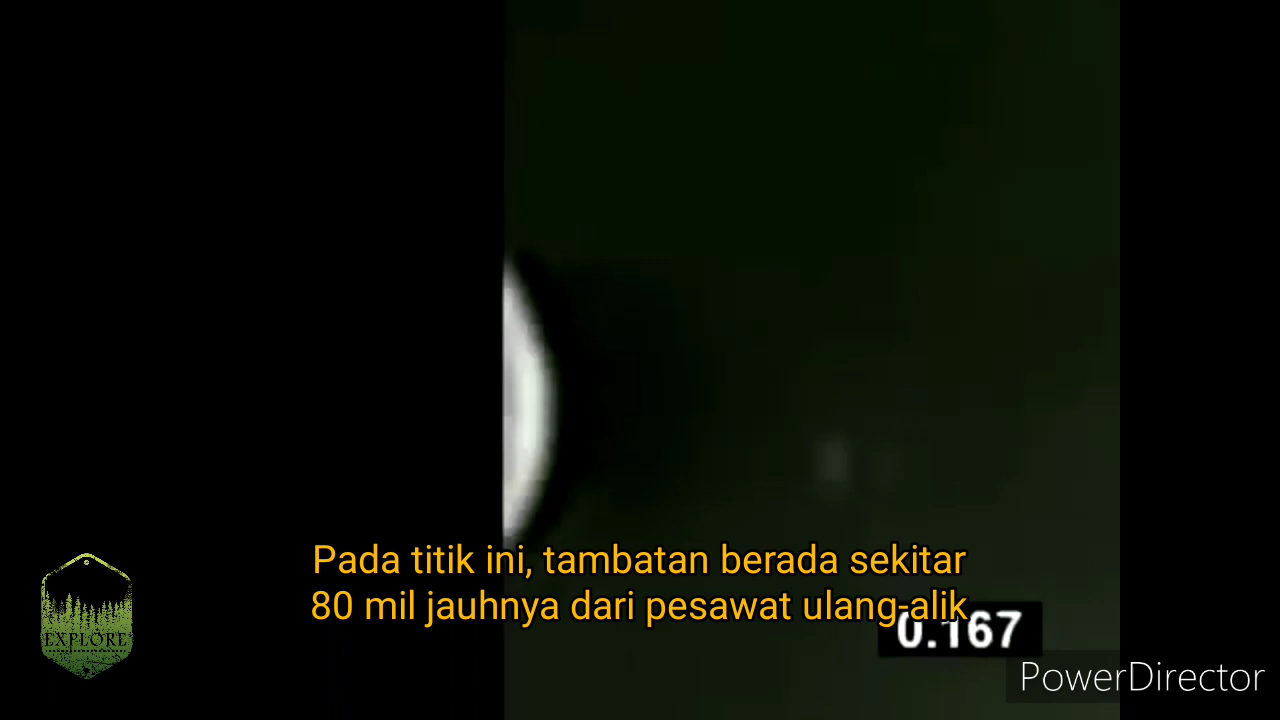 Pada titik ini, tambatan berada sekitar
80 mil jauhnya dari pesawat ulang-alik
0.167
EXPLORE
PowerDirector